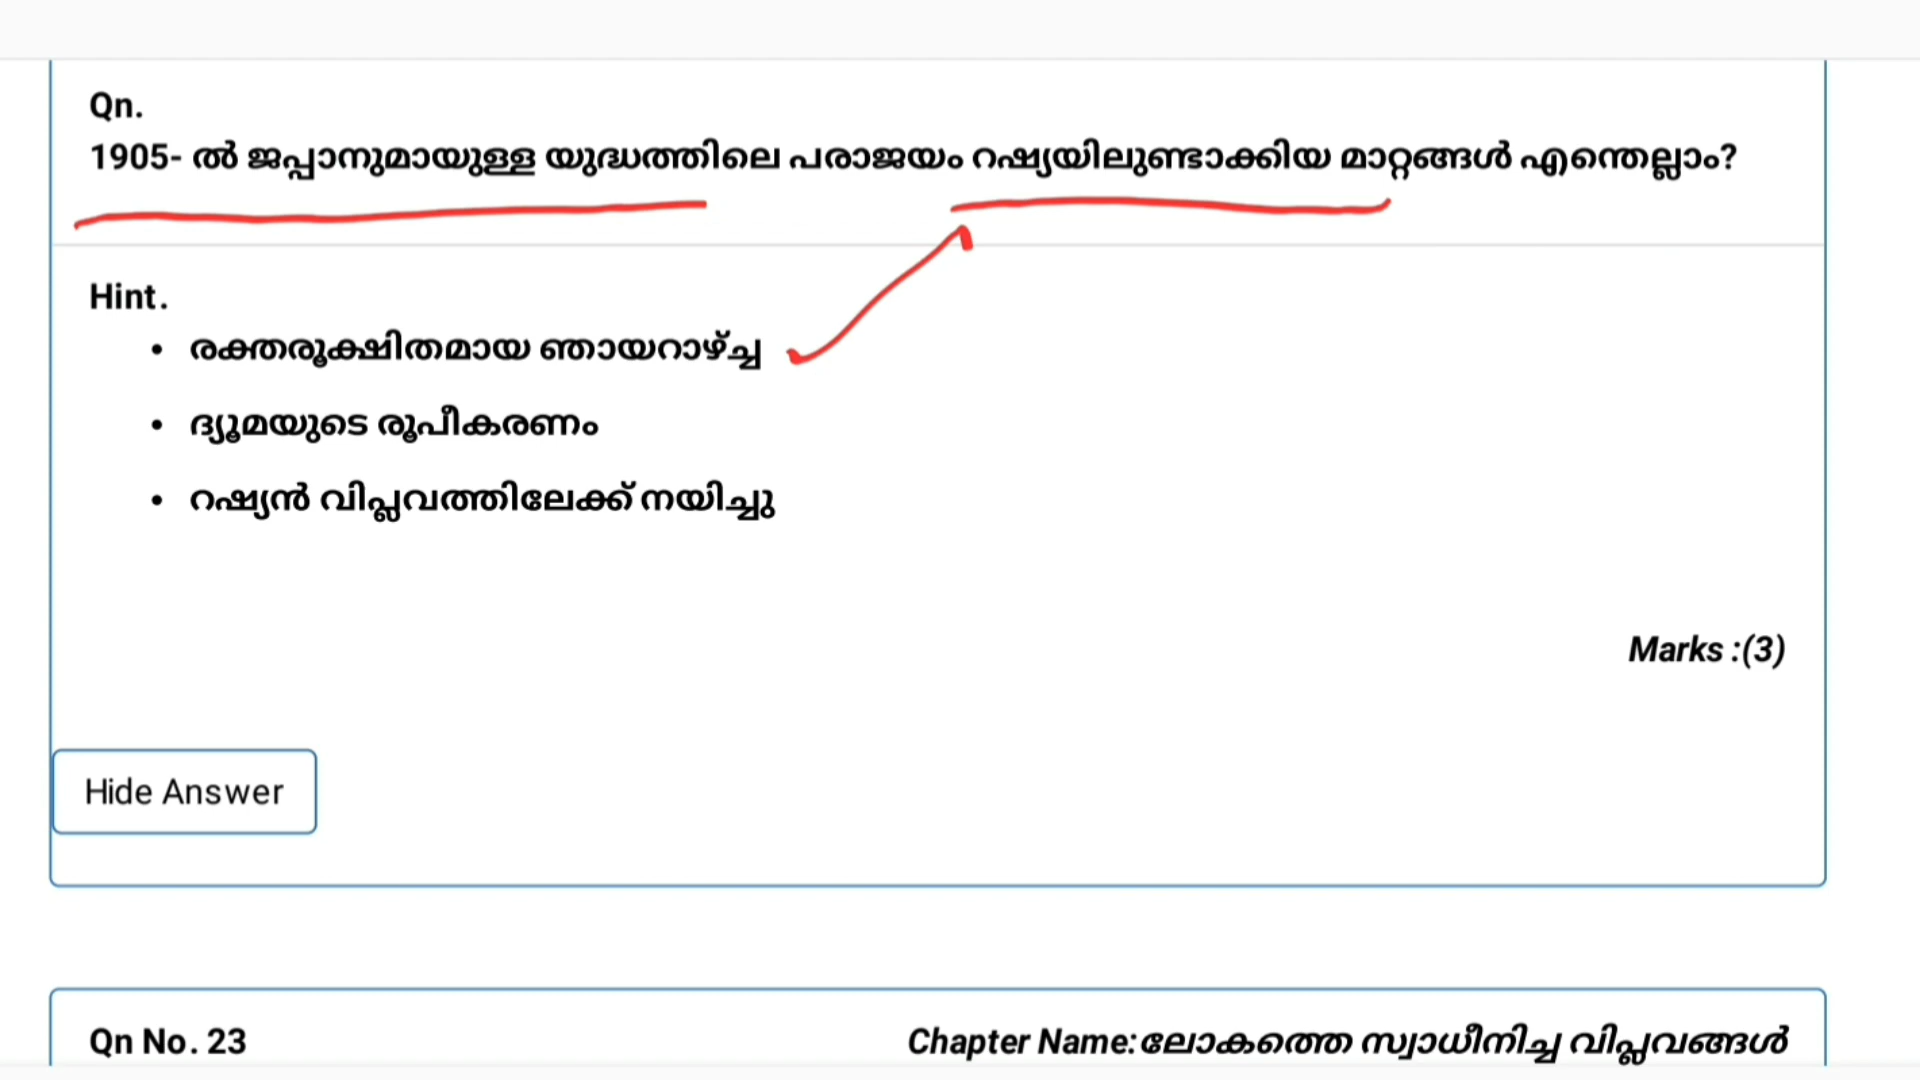 Qn.
1905- ൽ ജപ്പാനുമായുള്ള യുദ്ധത്തിലെ പരാജയം റഷ്യയിലുണ്ടാക്കിയ മാറ്റങ്ങൾ എന്തെല്ലാം?
Hint.
• രക്തരൂക്ഷിതമായ ഞായറാഴ്ച്ച
• ദ്യൂമയുടെ രൂപീകരണം
• റഷ്യൻ വിപ്ലവത്തിലേക്ക് നയിച്ചു
Marks :(3)
Hide Answer
Qn No. 23 Chapter Name:ലോകത്തെ സ്വാധീനിച്ച വിപ്ലവങ്ങൾ